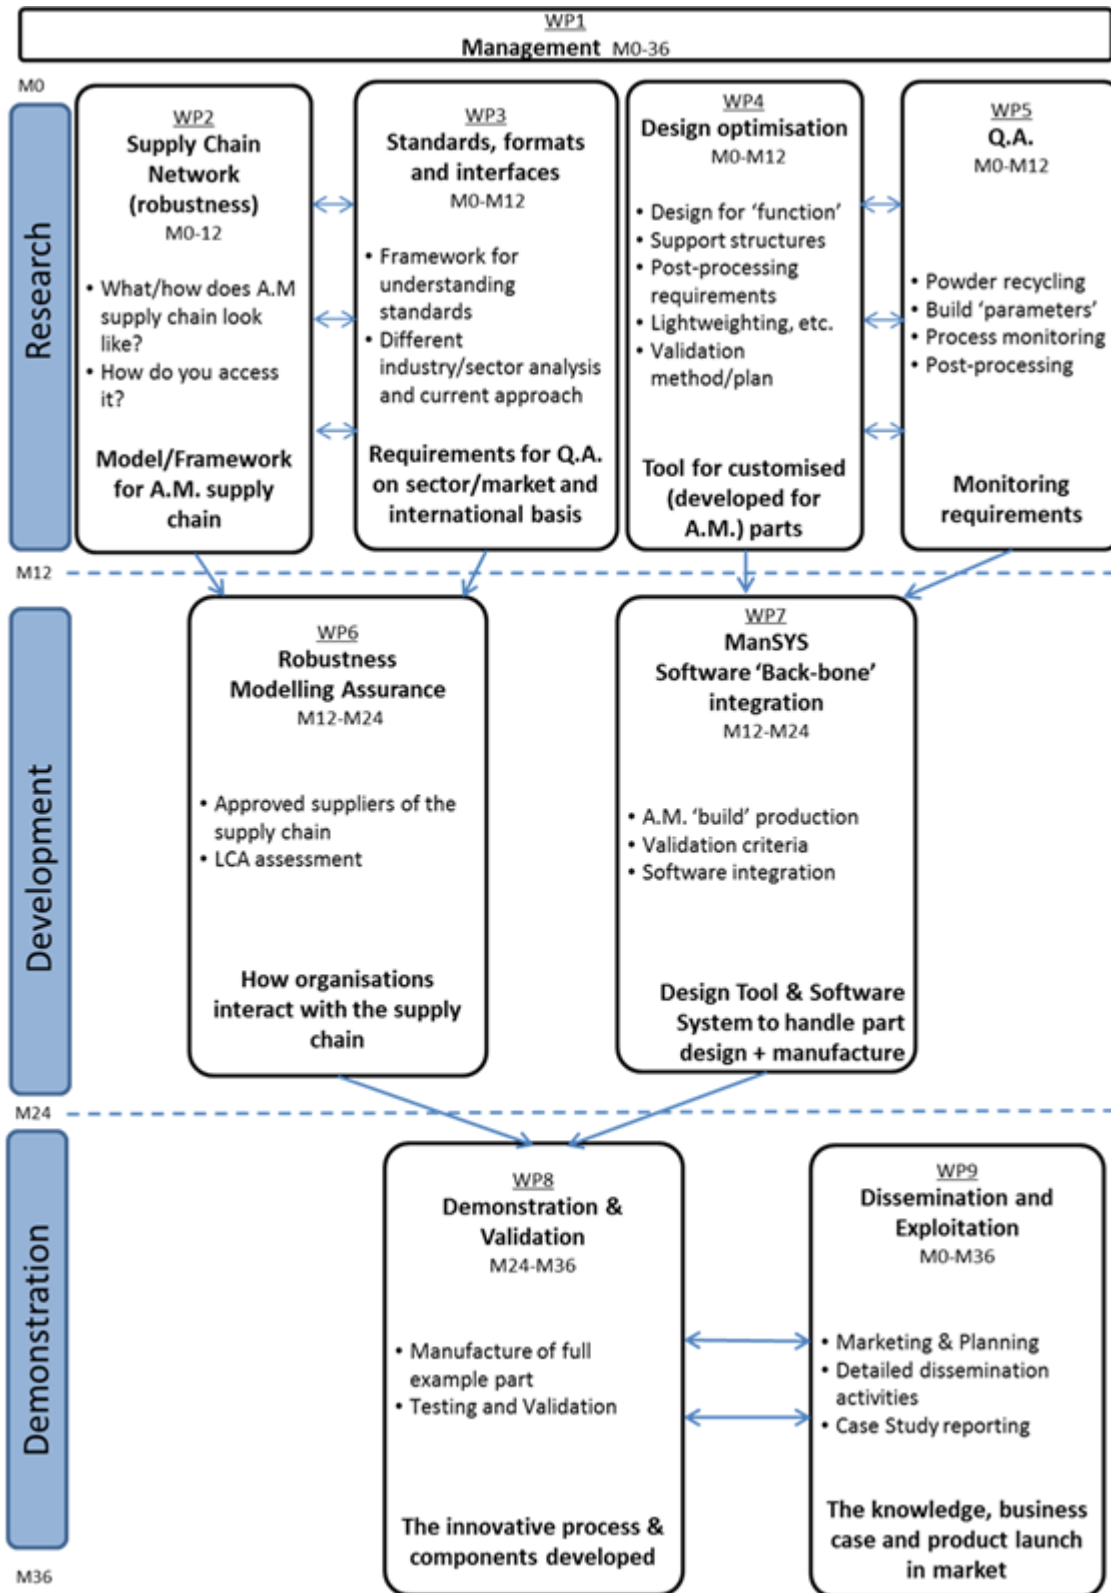 WP1
Management M0-36
M0
Research
WP2
Supply Chain
Network
(robustness)
M0-12
• What/how does A.M
supply chain look
like?
• How do you access
it?
Model/Framework
for A.M. supply
chain
WP3
Standards, formats
and interfaces
M0-M12
• Framework for
understanding
standards
• Different
industry/sector analysis
and current approach
Requirements for Q.A.
on sector/market and
international basis
WP4
Design optimisation
M0-M12
• Design for ‘function’
• Support structures
• Post-processing
requirements
• Lightweighting, etc.
• Validation
method/plan
Tool for customised
(developed for
A.M.) parts
WP5
Q.A.
M0-M12
• Powder recycling
• Build ‘parameters’
• Process monitoring
• Post-processing
Monitoring
requirements
M12
Development
WP6
Robustness
Modelling Assurance
M12-M24
• Approved suppliers of the
supply chain
• LCA assessment
How organisations
interact with the supply
chain
WP7
ManSYS
Software ‘Back-bone’
integration
M12-M24
• A.M. ‘build’ production
• Validation criteria
• Software integration
Design Tool & Software
System to handle part
design + manufacture
M24
Demonstration
WP8
Demonstration &
Validation
M24-M36
• Manufacture of full
example part
• Testing and Validation
The innovative process &
components developed
WP9
Dissemination and
Exploitation
M0-M36
• Marketing & Planning
• Detailed dissemination
activities
• Case Study reporting
The knowledge, business
case and product launch
in market
M36